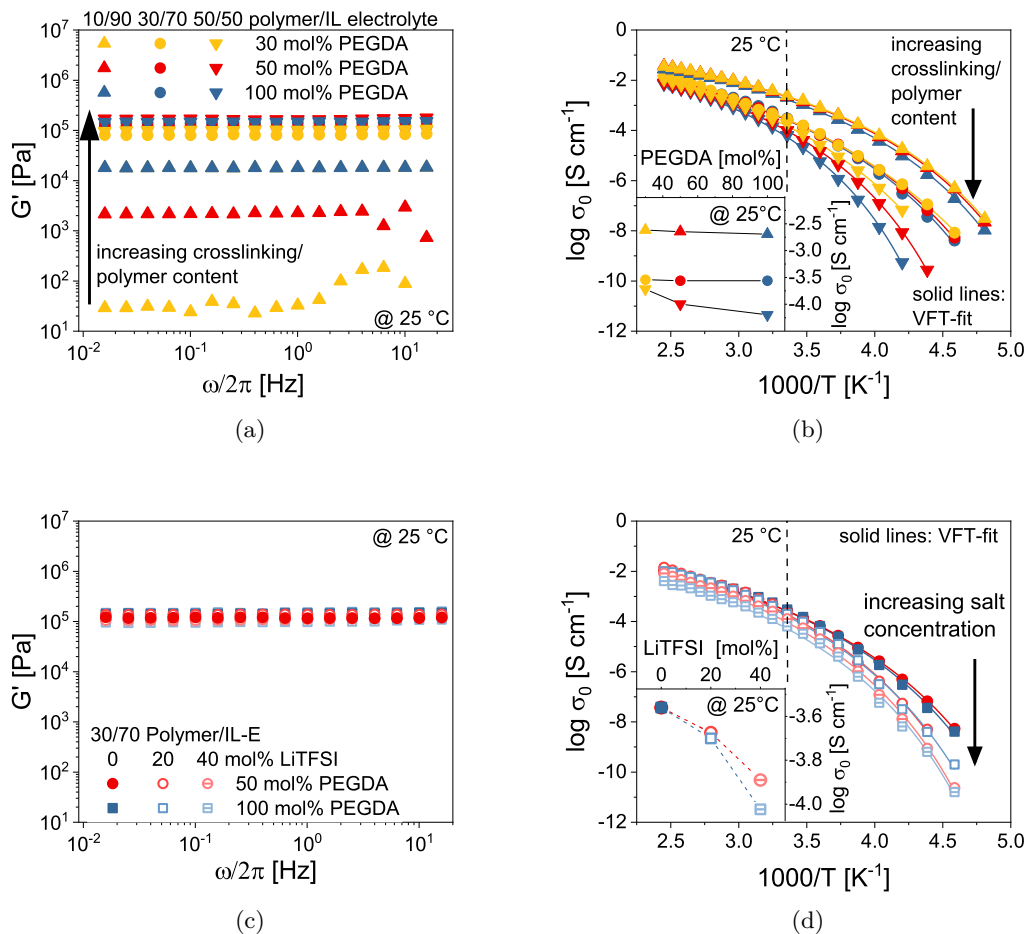 10/90 30/70 50/50 polymer/IL electrolyte
30 mol% PEGDA
50 mol% PEGDA
100 mol% PEGDA
10⁷
10⁶
10⁵
10⁴
10³
10²
10¹
G' [Pa]
increasing crosslinking/
polymer content
@ 25 °C
10⁻² 10⁻¹ 10⁰ 10¹
ω/2π [Hz]
(a)
0
-2
-4
-6
-8
-10
-12
log σ₀ [S cm⁻¹]
25 °C
increasing
crosslinking/
polymer
content
PEGDA [mol%]
40 60 80 100
@ 25°C
-2.5
-3.0
-3.5
-4.0
log σ₀ [S cm⁻¹]
solid lines:
VFT-fit
2.5 3.0 3.5 4.0 4.5 5.0
1000/T [K⁻¹]
(b)
10⁷
10⁶
10⁵
10⁴
10³
10²
10¹
G' [Pa]
@ 25 °C
30/70 Polymer/IL-E
0 20 40 mol% LiTFSI
50 mol% PEGDA
100 mol% PEGDA
10⁻² 10⁻¹ 10⁰ 10¹
ω/2π [Hz]
(c)
0
-2
-4
-6
-8
-10
-12
log σ₀ [S cm⁻¹]
25 °C
solid lines: VFT-fit
increasing salt
concentration
LiTFSI [mol%]
0 20 40
@ 25°C
-3.6
-3.8
-4.0
log σ₀ [S cm⁻¹]
2.5 3.0 3.5 4.0 4.5 5.0
1000/T [K⁻¹]
(d)